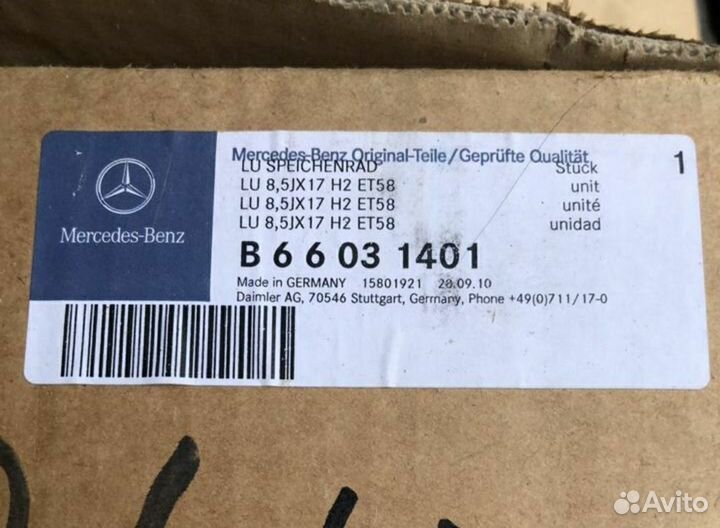 Mercedes-Benz Original-Teile/Geprüfte Qualität
LU SPEICHENRAD Stück 1
LU 8,5JX17 H2 ET58 unit
LU 8,5JX17 H2 ET58 unité
LU 8,5JX17 H2 ET58 unidad
Mercedes-Benz
B 6 6 03 1401
Made in GERMANY 15801921 20.09.10
Daimler AG, 70546 Stuttgart, Germany, Phone +49(0)711/17-0
Avito